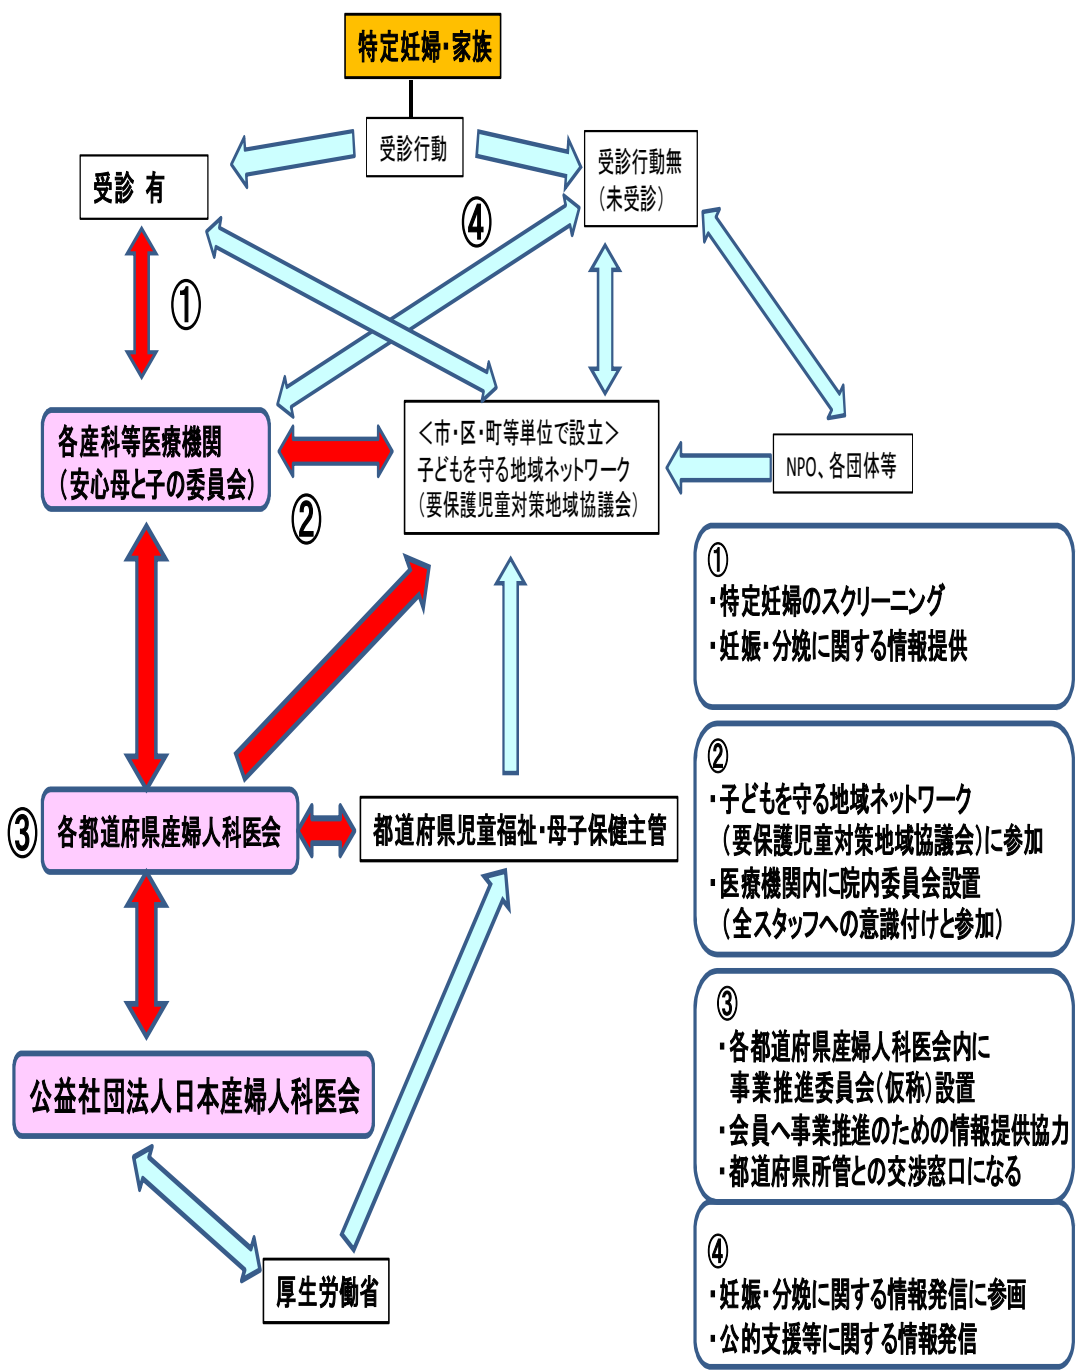 特定妊婦・家族
受診行動
受診行動無
（未受診）
受診 有
④
①
各産科等医療機関
（安心母と子の委員会）
＜市・区・町等単位で設立＞
子どもを守る地域ネットワーク
（要保護児童対策地域協議会）
NPO、各団体等
②
①
・特定妊婦のスクリーニング
・妊娠・分娩に関する情報提供
②
・子どもを守る地域ネットワーク
（要保護児童対策地域協議会）に参加
・医療機関内に院内委員会設置
（全スタッフへの意識付けと参加）
③
各都道府県産婦人科医会
都道府県児童福祉・母子保健主管
③
・各都道府県産婦人科医会内に
事業推進委員会（仮称）設置
・会員へ事業推進のための情報提供協力
・都道府県所管との交渉窓口になる
公益社団法人日本産婦人科医会
厚生労働省
④
・妊娠・分娩に関する情報発信に参画
・公的支援等に関する情報発信